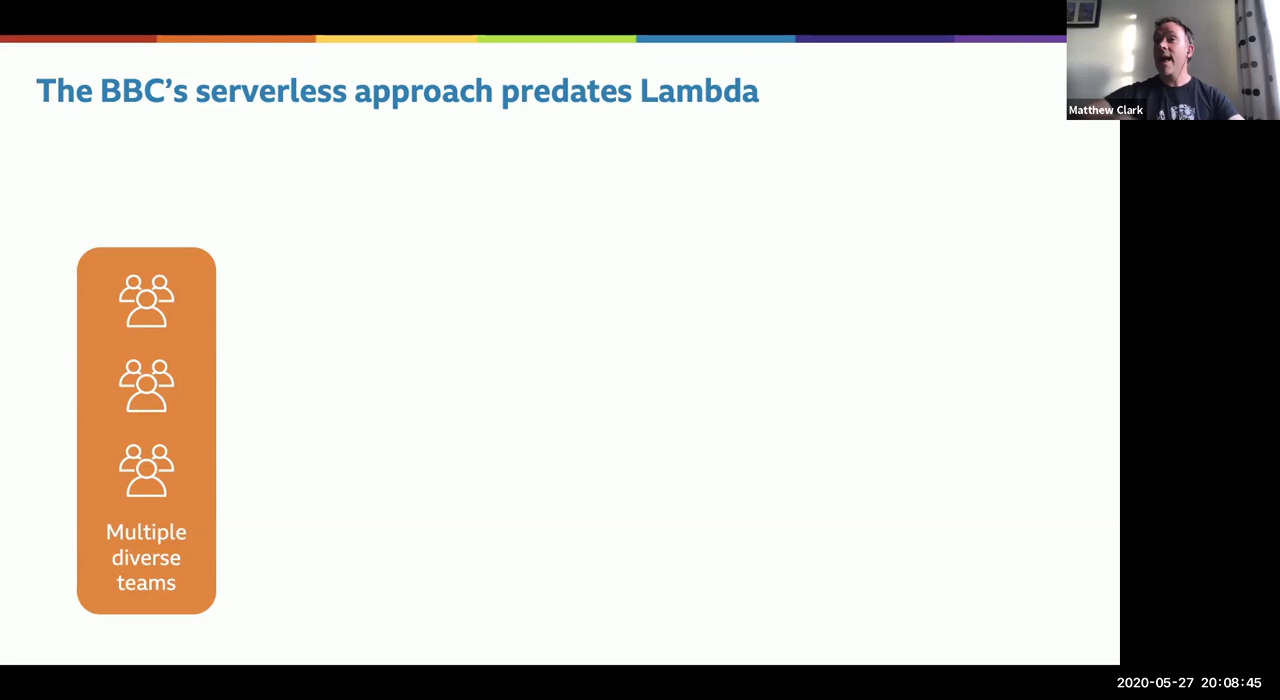 The BBC's serverless approach predates Lambda
Matthew Clark
Multiple
diverse
teams
2020-05-27 20:08:45